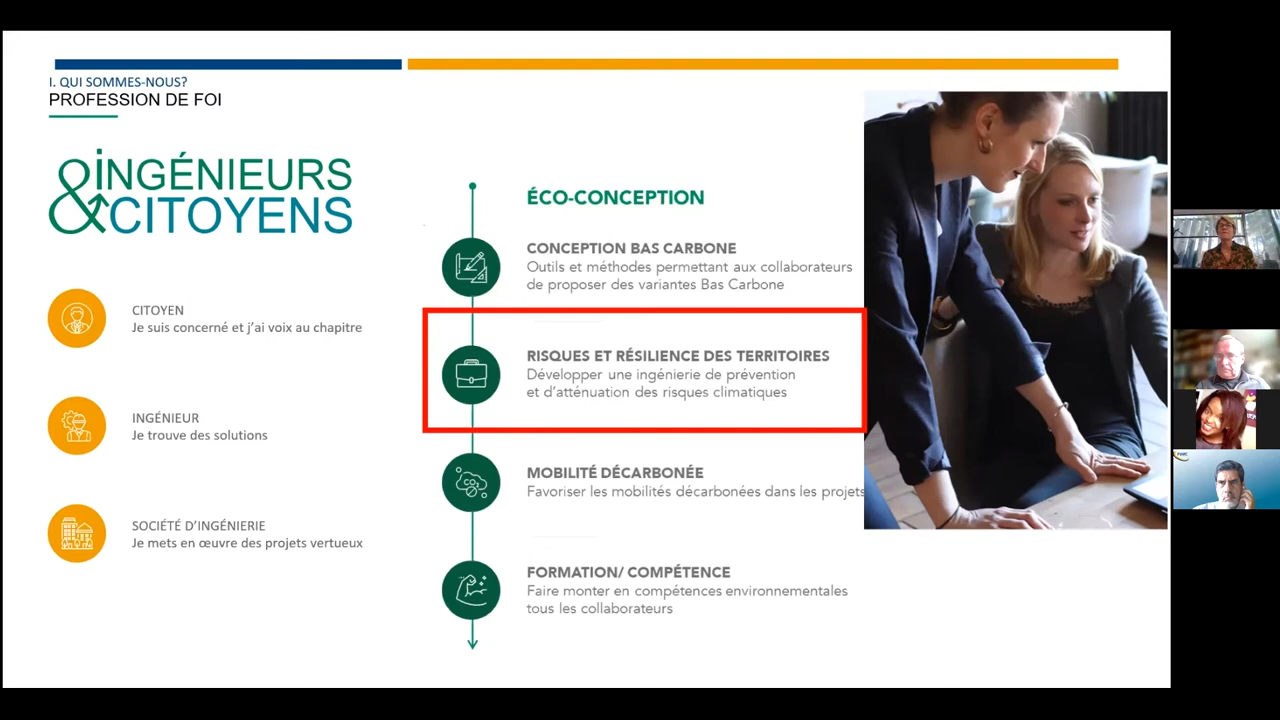 I. QUI SOMMES-NOUS?
PROFESSION DE FOI
&INGÉNIEURS
CITOYENS
CITOYEN
Je suis concerné et j'ai voix au chapitre
INGÉNIEUR
Je trouve des solutions
SOCIÉTÉ D'INGÉNIERIE
Je mets en œuvre des projets vertueux
ÉCO-CONCEPTION
CONCEPTION BAS CARBONE
Outils et méthodes permettant aux collaborateurs
de proposer des variantes Bas Carbone
RISQUES ET RÉSILIENCE DES TERRITOIRES
Développer une ingénierie de prévention
et d'atténuation des risques climatiques
CO2
MOBILITÉ DÉCARBONÉE
Favoriser les mobilités décarbonées dans les projets
FORMATION/ COMPÉTENCE
Faire monter en compétences environnementales
tous les collaborateurs